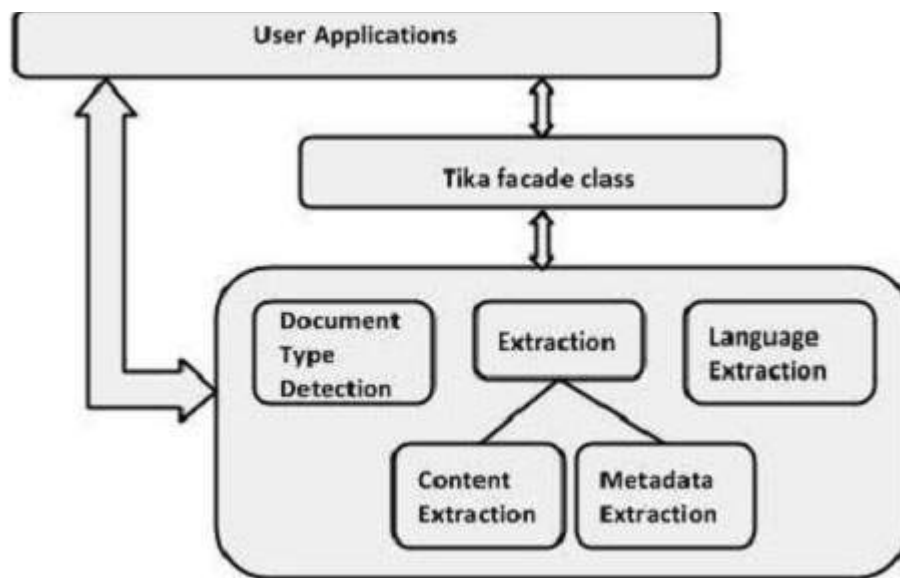 User Applications
Tika facade class
Document
Type
Detection
Extraction
Language
Extraction
Content
Extraction
Metadata
Extraction